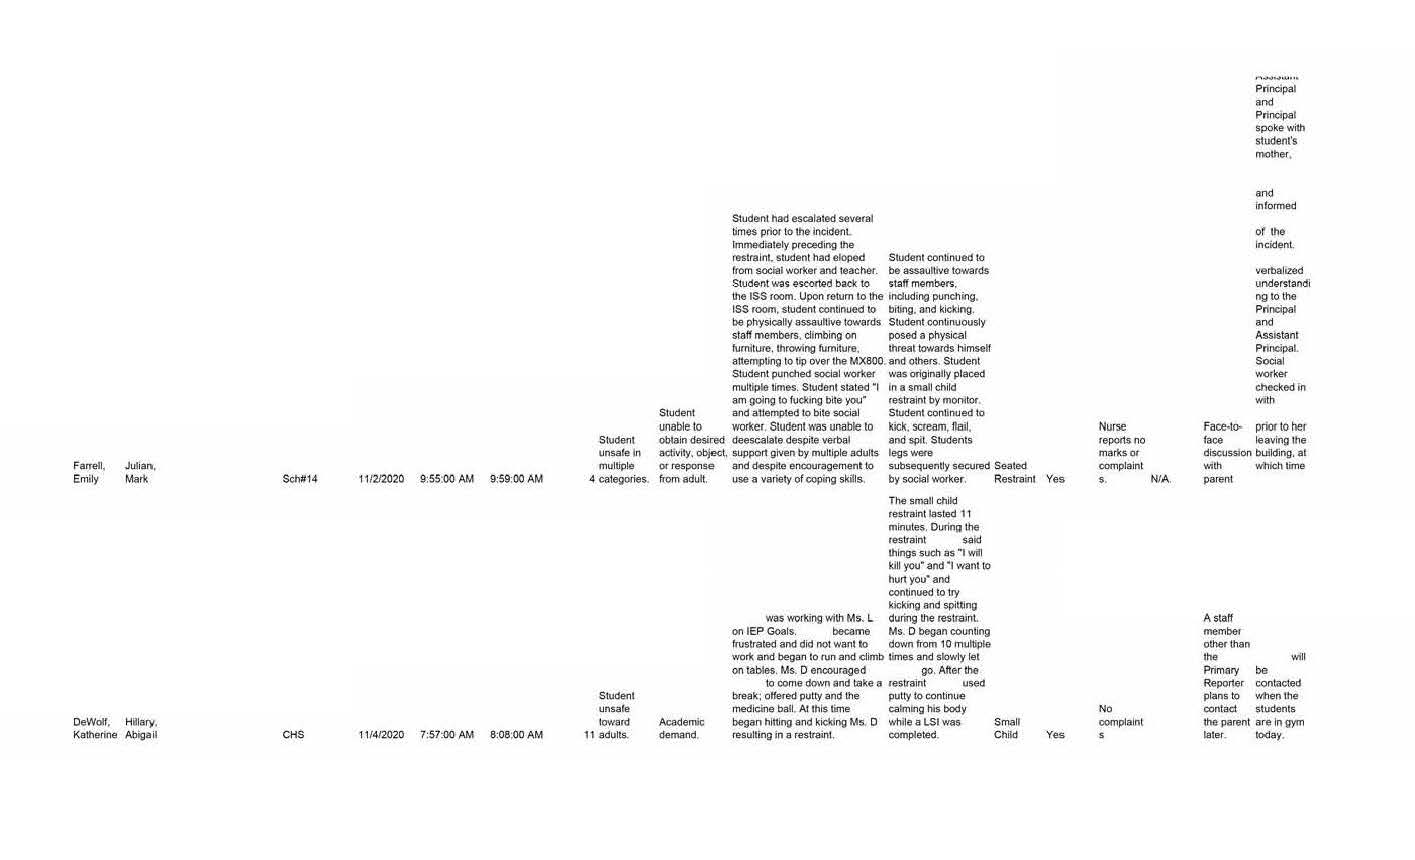 Assistant
Principal
and
Principal
spoke with
student's
mother,
and
informed
of the
incident.
verbalized
understandi
ng to the
Principal
and
Assistant
Principal.
Social
worker
checked in
with
prior to her
leaving the
building, at
which time
Farrell,
Emily
Julian,
Mark
Sch#14
11/2/2020
9:55:00 AM
9:59:00 AM
4
Student
unsafe in
multiple
categories.
Student
unable to
obtain desired
activity, object,
or response
from adult.
Student had escalated several
times prior to the incident.
Immediately preceding the
restraint, student had eloped
from social worker and teacher.
Student was escorted back to
the ISS room. Upon return to the
ISS room, student continued to
be physically assaultive towards
staff members, climbing on
furniture, throwing furniture,
attempting to tip over the MX800.
Student punched social worker
multiple times. Student stated "I
am going to fucking bite you"
and attempted to bite social
worker. Student was unable to
deescalate despite verbal
support given by multiple adults
and despite encouragement to
use a variety of coping skills.
Student continued to
be assaultive towards
staff members,
including punching,
biting, and kicking.
Student continuously
posed a physical
threat towards himself
and others. Student
was originally placed
in a small child
restraint by monitor.
Student continued to
kick, scream, flail,
and spit. Students
legs were
subsequently secured
by social worker.
Seated
Restraint
Yes
Nurse
reports no
marks or
complaint
s.
N/A.
Face-to-
face
discussion
with
parent
DeWolf,
Katherine
Hillary,
Abigail
CHS
11/4/2020
7:57:00 AM
8:08:00 AM
11
Student
unsafe
toward
adults.
Academic
demand.
was working with Ms. L
on IEP Goals. became
frustrated and did not want to
work and began to run and climb
on tables. Ms. D encouraged
to come down and take a
break; offered putty and the
medicine ball. At this time
began hitting and kicking Ms. D
resulting in a restraint.
The small child
restraint lasted 11
minutes. During the
restraint said
things such as "I will
kill you" and "I want to
hurt you" and
continued to try
kicking and spitting
during the restraint.
Ms. D began counting
down from 10 multiple
times and slowly let
go. After the
restraint used
putty to continue
calming his body
while a LSI was
completed.
Small
Child
Yes
No
complaint
s
A staff
member
other than
the
Primary
Reporter
plans to
contact
the parent
later.
will
be
contacted
when the
students
are in gym
today.